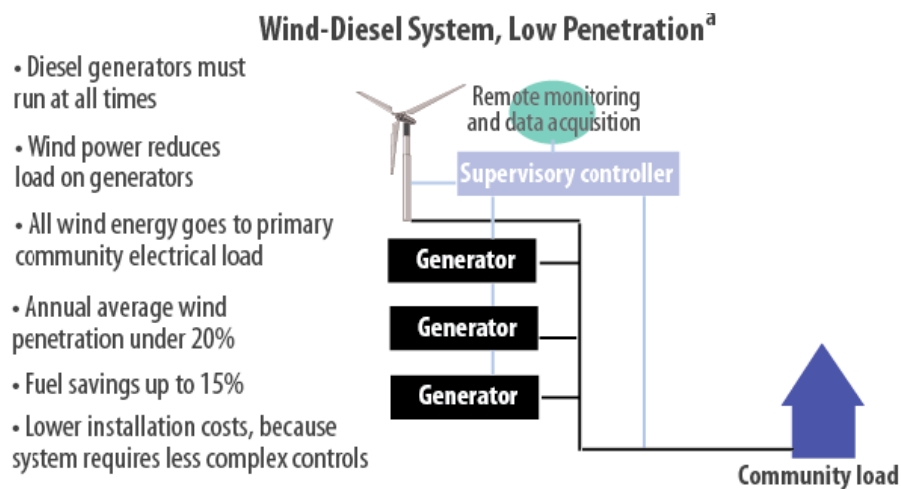 Wind-Diesel System, Low Penetrationª
• Diesel generators must
run at all times
• Wind power reduces
load on generators
• All wind energy goes to primary
community electrical load
• Annual average wind
penetration under 20%
• Fuel savings up to 15%
• Lower installation costs, because
system requires less complex controls
Remote monitoring
and data acquisition
Supervisory controller
Generator
Generator
Generator
Community load